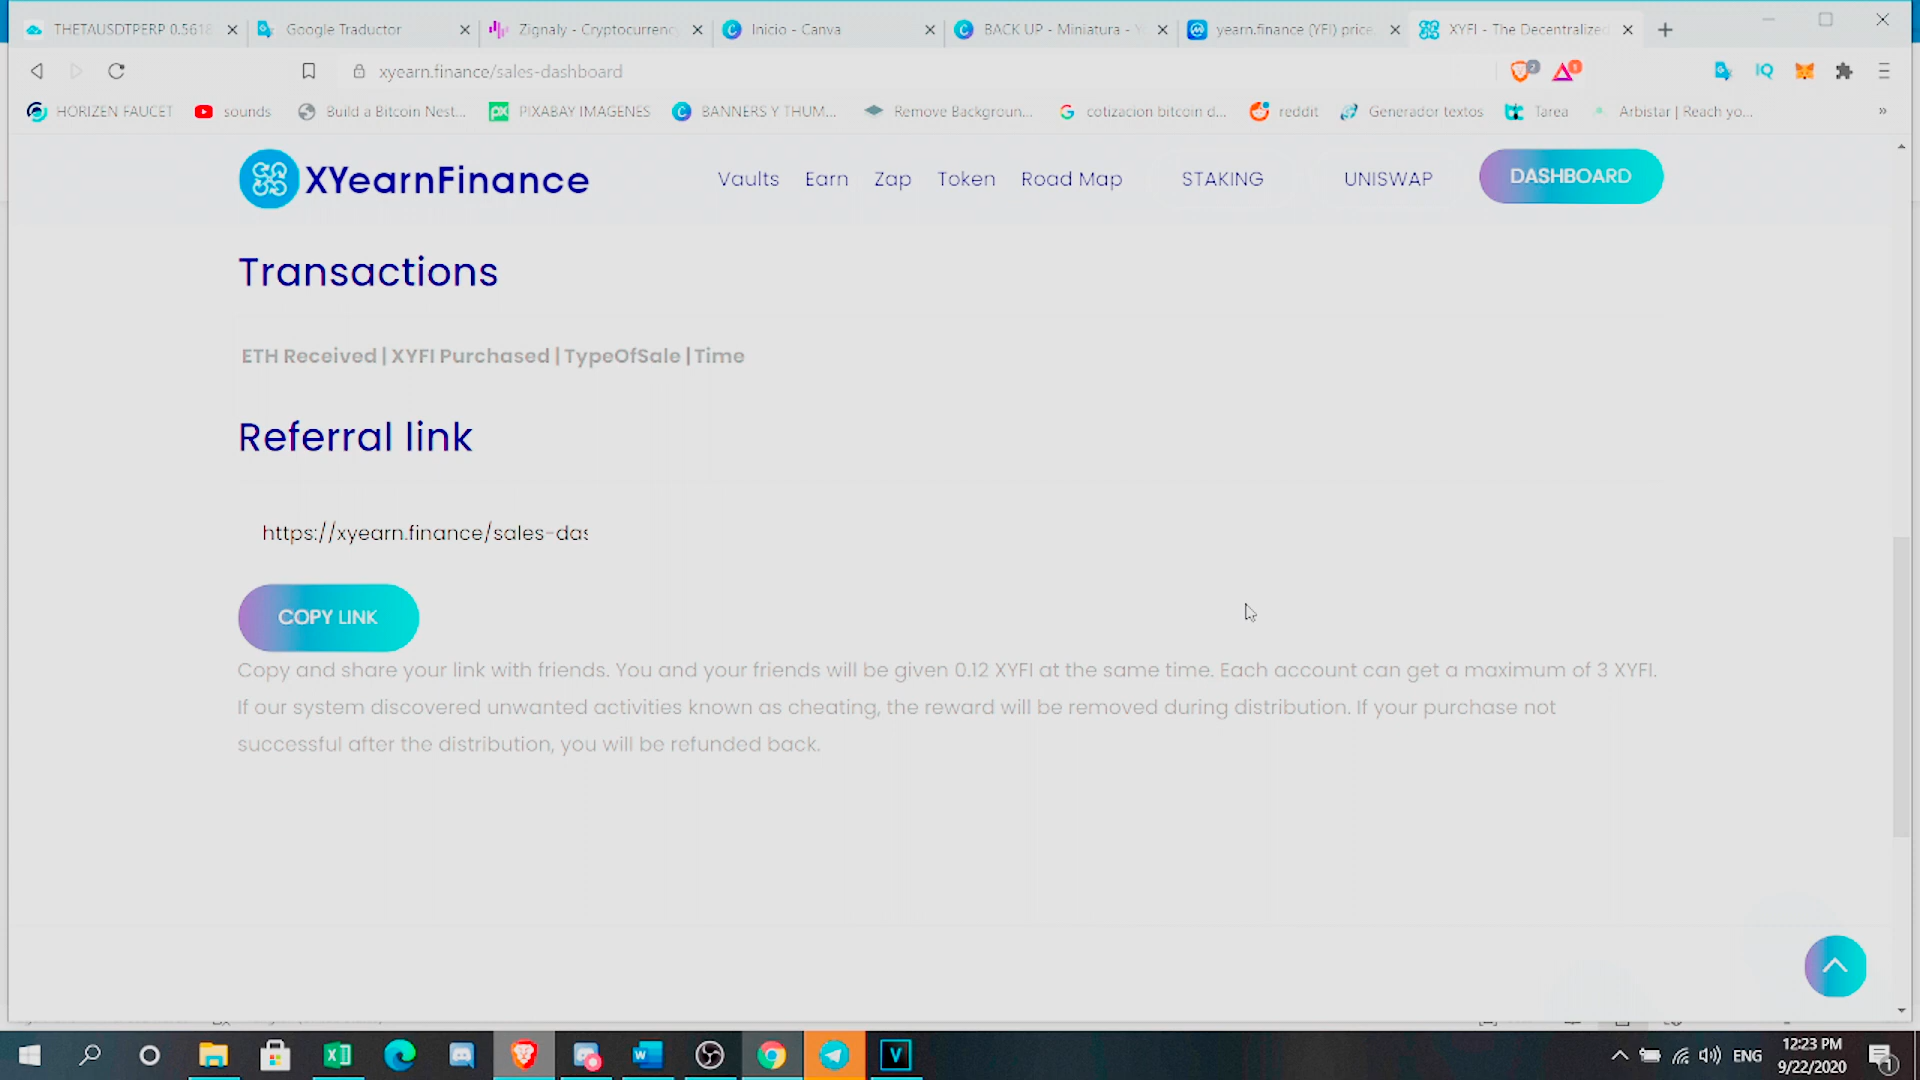 THETAUSDTPERP 0.5618
Google Traductor
Zignaly - Cryptocurrency
Inicio - Canva
BACK UP - Miniatura - Y
yearn.finance (YFI) price,
XYFI - The Decentralized
xyearn.finance/sales-dashboard
2
1
IQ
HORIZEN FAUCET
sounds
Build a Bitcoin Nest...
PIXABAY IMAGENES
BANNERS Y THUM...
Remove Backgroun...
cotizacion bitcoin d...
reddit
Generador textos
Tarea
Arbistar | Reach yo...
»
XYearnFinance
Vaults
Earn
Zap
Token
Road Map
STAKING
UNISWAP
DASHBOARD
Transactions
ETH Received | XYFI Purchased | TypeOfSale | Time
Referral link
https://xyearn.finance/sales-das
COPY LINK
Copy and share your link with friends. You and your friends will be given 0.12 XYFI at the same time. Each account can get a maximum of 3 XYFI.
If our system discovered unwanted activities known as cheating, the reward will be removed during distribution. If your purchase not
successful after the distribution, you will be refunded back.
ENG
12:23 PM
9/22/2020
1